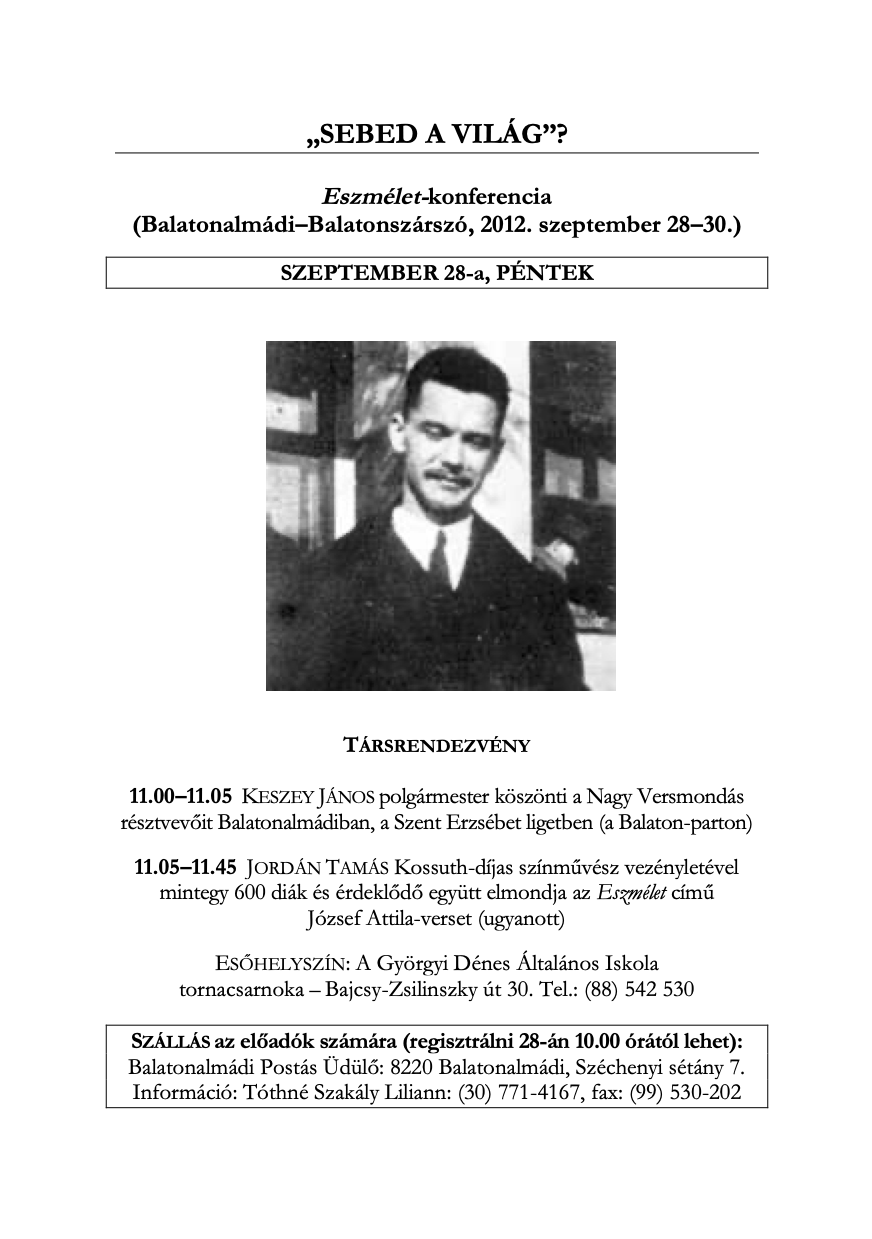 „SEBED A VILÁG”?
Eszmélet-konferencia
(Balatonalmádi–Balatonszárszó, 2012. szeptember 28–30.)
SZEPTEMBER 28-a, PÉNTEK
TÁRSRENDEZVÉNY
11.00–11.05 KESZEY JÁNOS polgármester köszönti a Nagy Versmondás
résztvevőit Balatonalmádiban, a Szent Erzsébet ligetben (a Balaton-parton)
11.05–11.45 JORDÁN TAMÁS Kossuth-díjas színművész vezényletével
mintegy 600 diák és érdeklődő együtt elmondja az Eszmélet című
József Attila-verset (ugyanott)
ESŐHELYSZÍN: A Györgyi Dénes Általános Iskola
tornacsarnoka – Bajcsy-Zsilinszky út 30. Tel.: (88) 542 530
SZÁLLÁS az előadók számára (regisztrálni 28-án 10.00 órától lehet):
Balatonalmádi Postás Üdülő: 8220 Balatonalmádi, Széchenyi sétány 7.
Információ: Tóthné Szakály Liliann: (30) 771-4167, fax: (99) 530-202